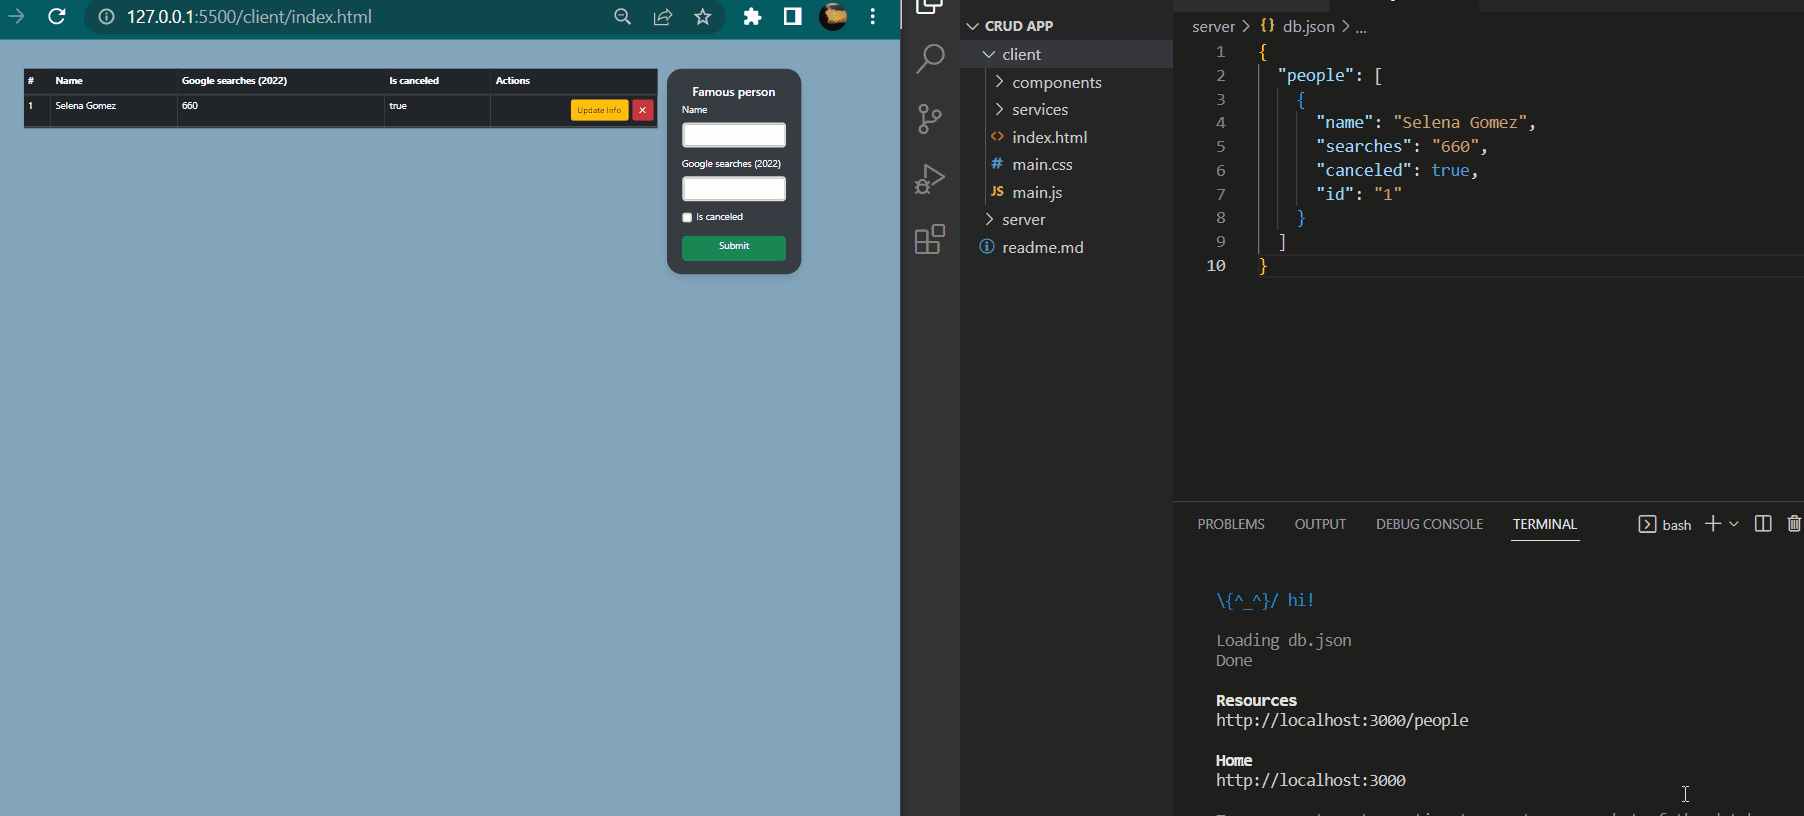 127.0.0.1:5500/client/index.html
# Name Google searches (2022) Is canceled Actions
1 Selena Gomez 660 true Update Info ×
Famous person
Name
Google searches (2022)
Is canceled
Submit
CRUD APP
client
components
services
<> index.html
# main.css
JS main.js
server
readme.md
server > {} db.json > ...
1 {
2 "people": [
3 {
4 "name": "Selena Gomez",
5 "searches": "660",
6 "canceled": true,
7 "id": "1"
8 }
9 ]
10 }
PROBLEMS OUTPUT DEBUG CONSOLE TERMINAL bash
\{^_^}/ hi!
Loading db.json
Done
Resources
http://localhost:3000/people
Home
http://localhost:3000